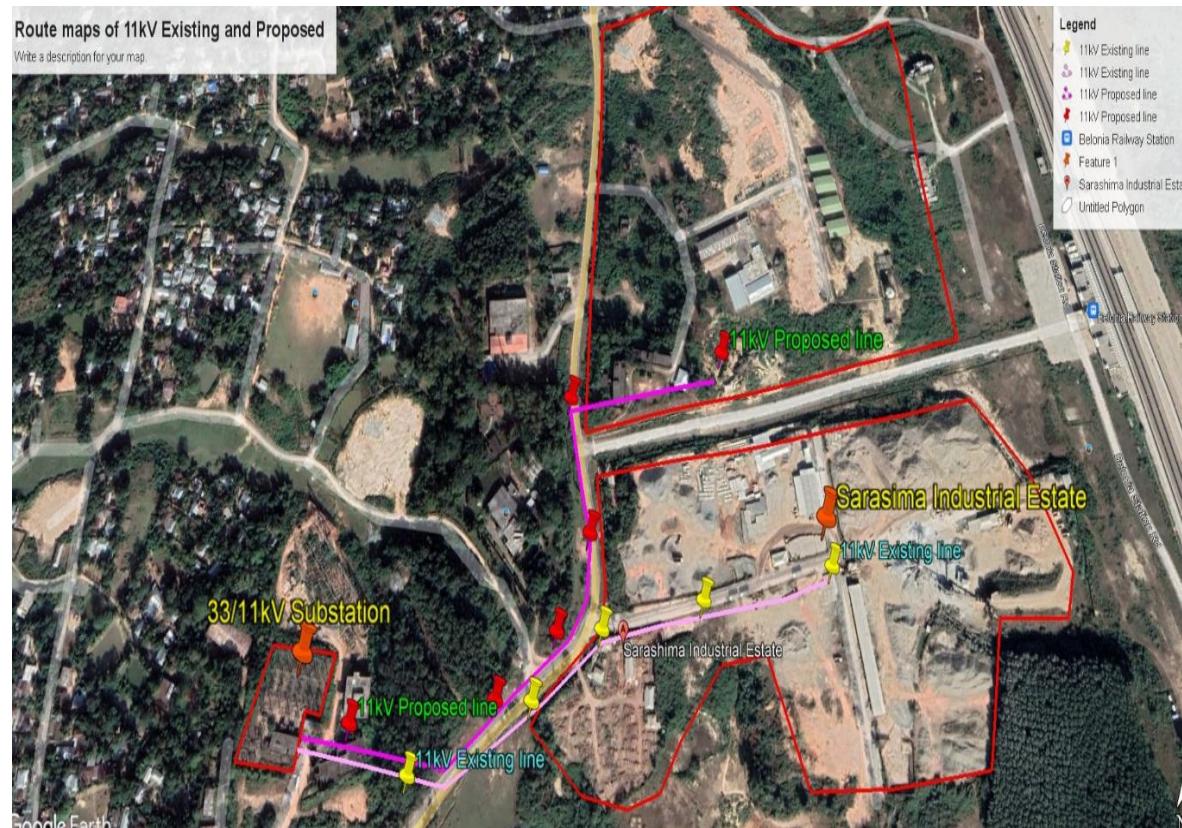 Route maps of 11kV Existing and Proposed
Write a description for your map.
Legend
11kV Existing line
11kV Existing line
11kV Proposed line
11kV Proposed line
Belonia Railway Station
Feature 1
Sarashima Industrial Esta
Untitled Polygon
Belonia Railway Station
11kV Proposed line
Sarasima Industrial Estate
11kV Existing line
33/11kV Substation
Sarashima Industrial Estate
11kV Proposed line
11kV Existing line
Google Earth
N